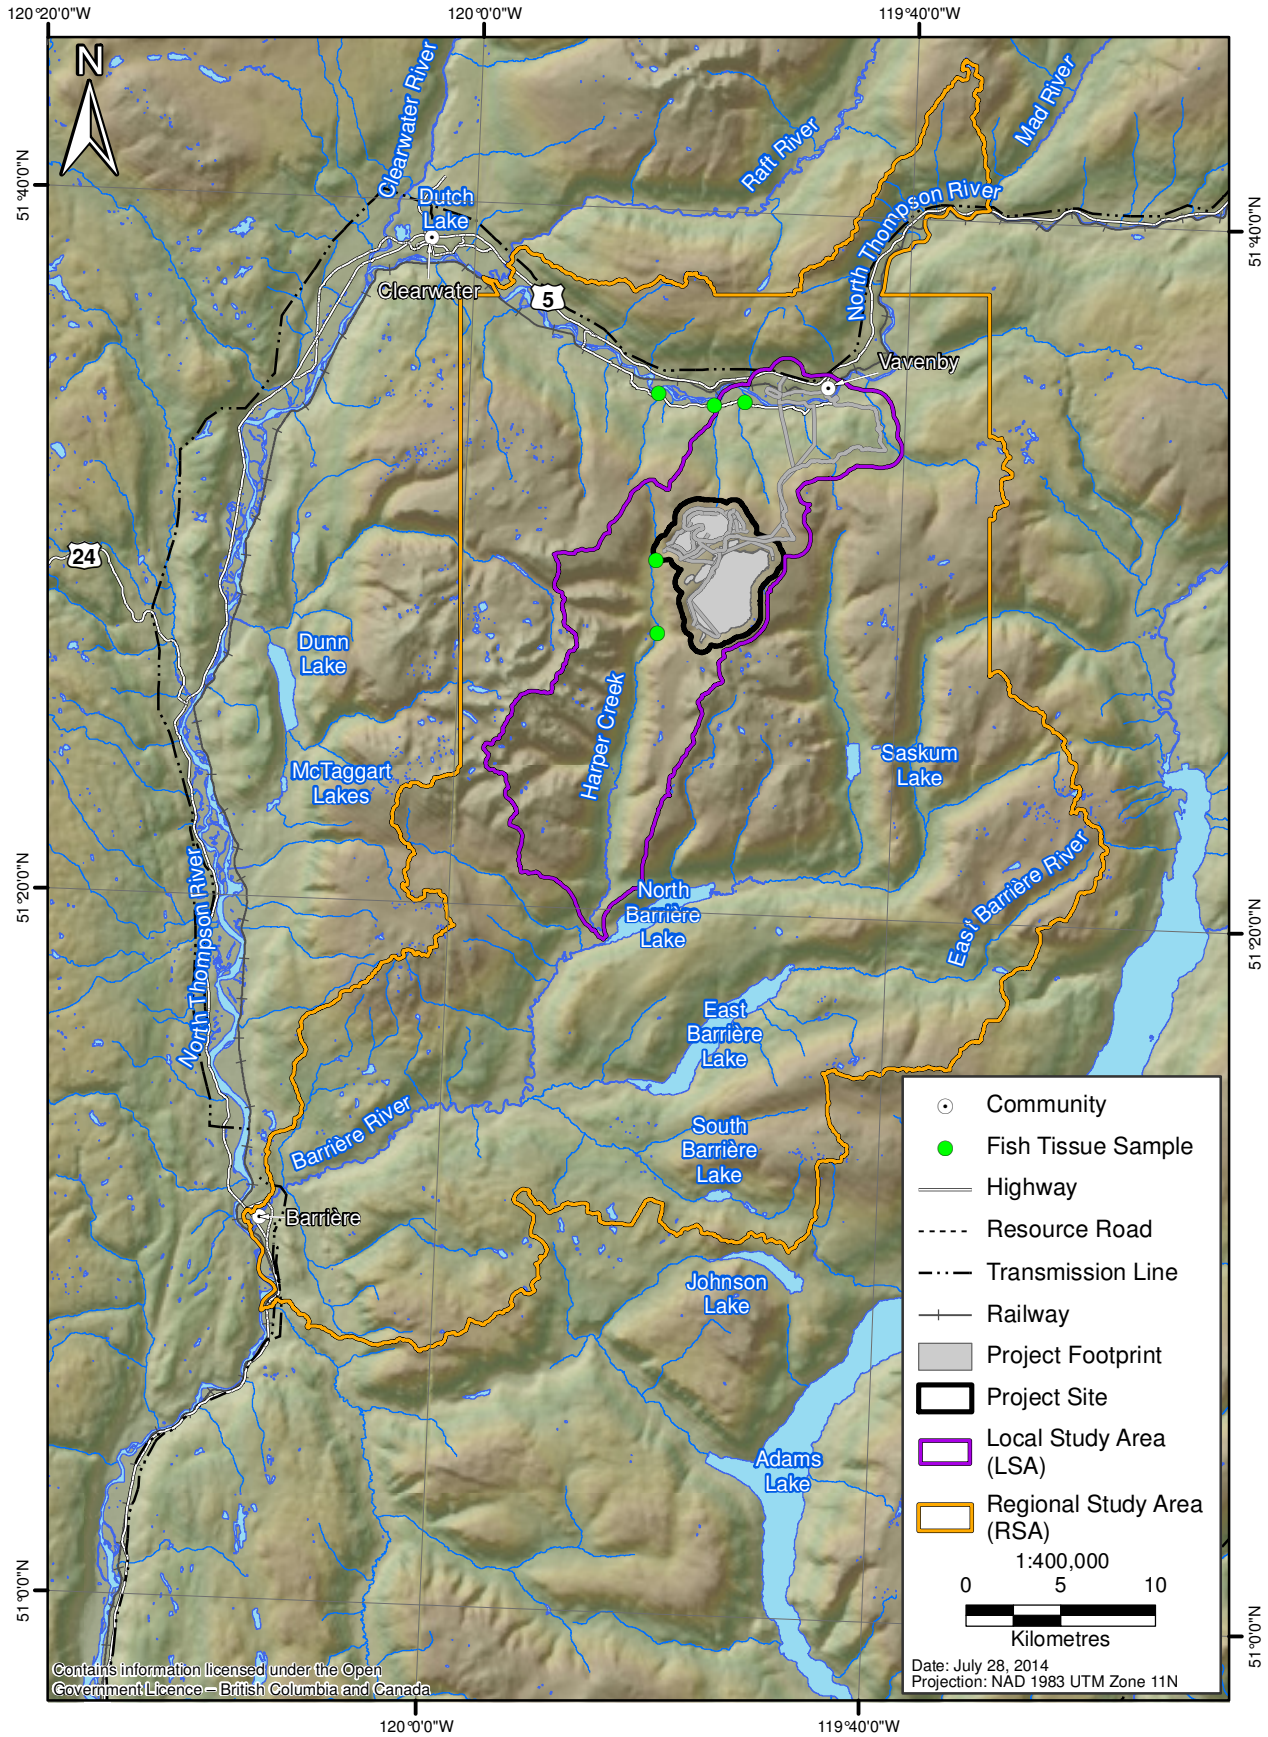 120°20'0"W
120°0'0"W
119°40'0"W
N
Clearwater River
Mad River
Raft River
51°40'0"N
Dutch
Lake
North Thompson River
51°40'0"N
Clearwater
5
Vavenby
24
Dunn
Lake
Harper Creek
McTaggart
Lakes
Saskum
Lake
51°20'0"N
North Thompson River
North
Barrière
Lake
East Barrière River
51°20'0"N
East
Barrière
Lake
Barrière River
South
Barrière
Lake
Barrière
Johnson
Lake
Adams
Lake
Community
Fish Tissue Sample
Highway
Resource Road
Transmission Line
Railway
Project Footprint
Project Site
Local Study Area
(LSA)
Regional Study Area
(RSA)
1:400,000
0 5 10
Kilometres
Date: July 28, 2014
Projection: NAD 1983 UTM Zone 11N
51°0'0"N
51°0'0"N
Contains information licensed under the Open
Government Licence – British Columbia and Canada
120°0'0"W
119°40'0"W